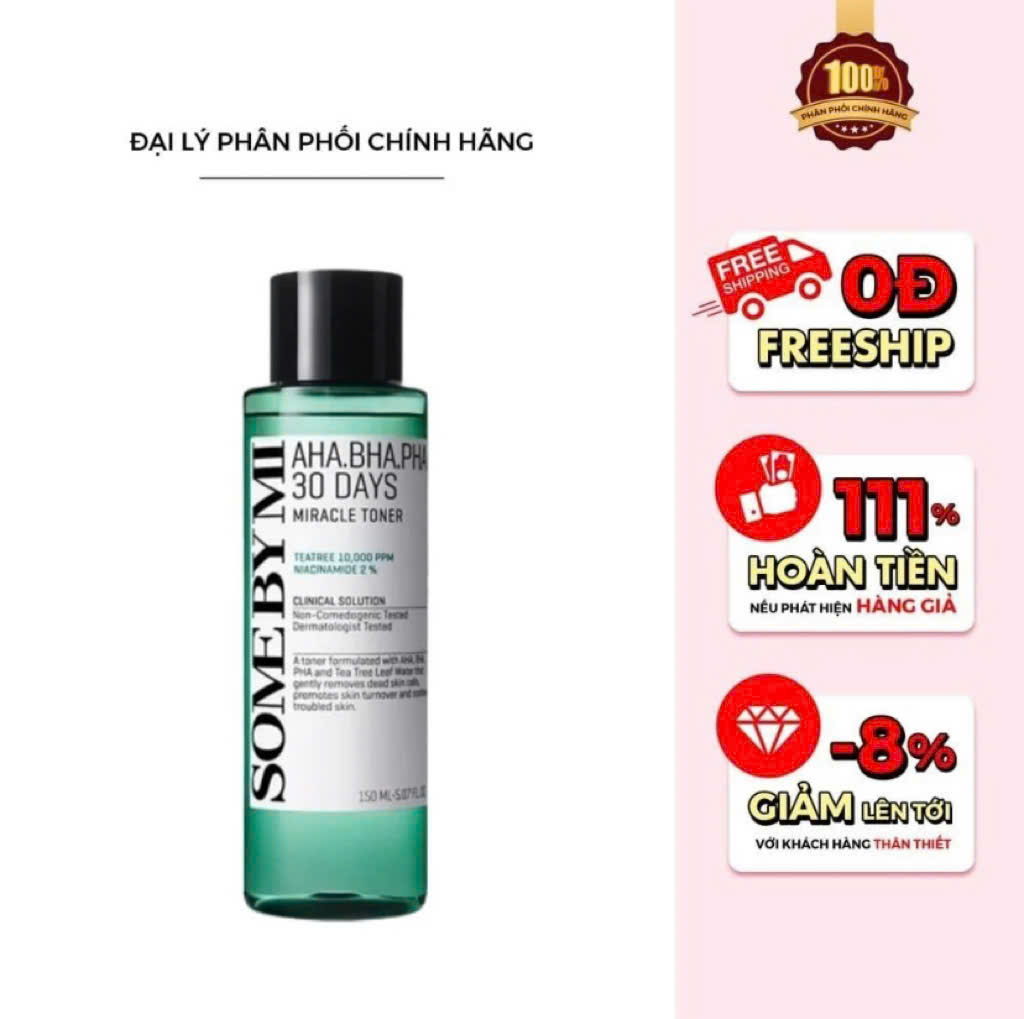 ĐẠI LÝ PHÂN PHỐI CHÍNH HÃNG
SOMEBYMI
AHA.BHA.PHA
30 DAYS
MIRACLE TONER
TEATREE 10,000 PPM
NIACINAMIDE 2 %
CLINICAL SOLUTION
Non-Comedogenic Tested
Dermatologist Tested
A toner formulated with AHA, BHA,
PHA and Tea Tree Leaf Water that
gently removes dead skin cells,
promotes skin turnover and
troubled skin.
150 ML-5.07 FL.O
100%
PHÂN PHỐI CHÍNH HÃNG
FREE
SHIPPING
0Đ
FREESHIP
111%
HOÀN TIỀN
NẾU PHÁT HIỆN HÀNG GIẢ
-8%
GIẢM LÊN TỚI
VỚI KHÁCH HÀNG THÂN THIẾT